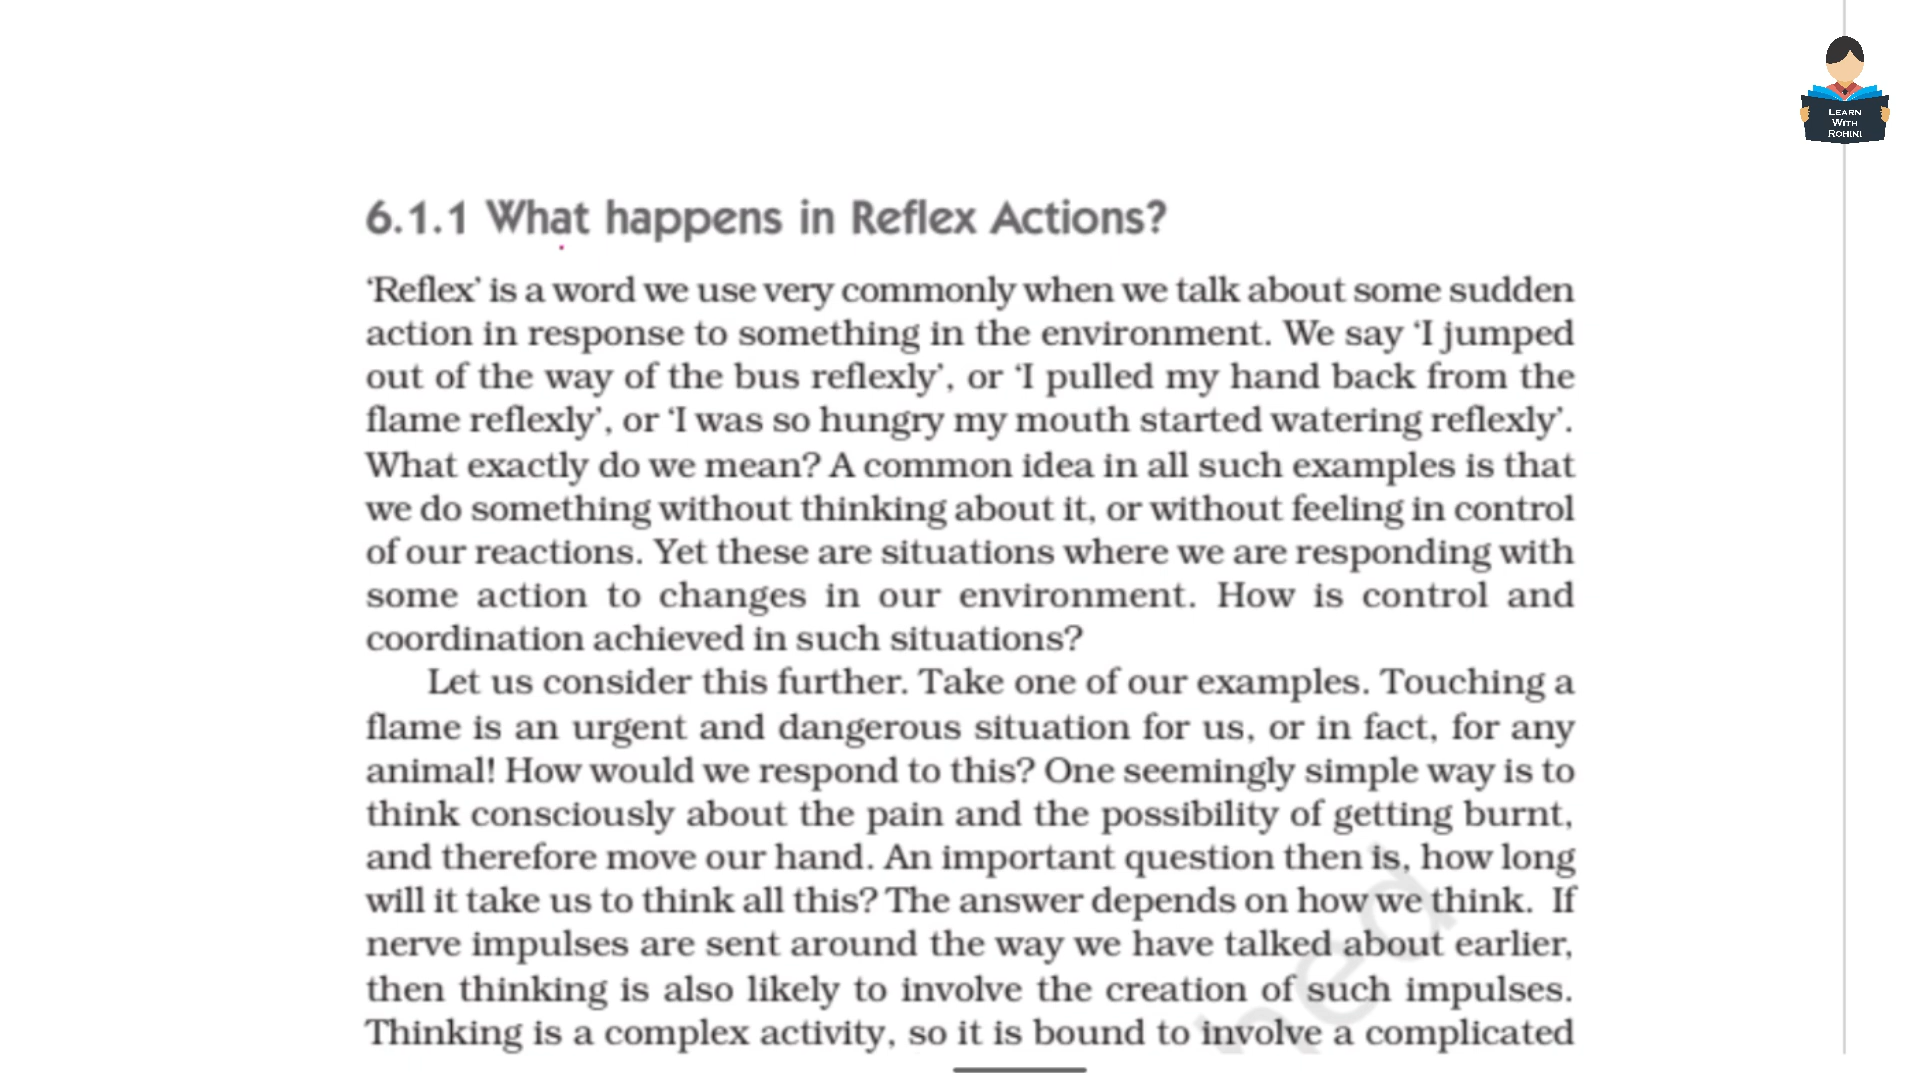 LEARN
WITH
ROHINI
6.1.1 What happens in Reflex Actions?
‘Reflex’ is a word we use very commonly when we talk about some sudden
action in response to something in the environment. We say ‘I jumped
out of the way of the bus reflexly’, or ‘I pulled my hand back from the
flame reflexly’, or ‘I was so hungry my mouth started watering reflexly’.
What exactly do we mean? A common idea in all such examples is that
we do something without thinking about it, or without feeling in control
of our reactions. Yet these are situations where we are responding with
some action to changes in our environment. How is control and
coordination achieved in such situations?
Let us consider this further. Take one of our examples. Touching a
flame is an urgent and dangerous situation for us, or in fact, for any
animal! How would we respond to this? One seemingly simple way is to
think consciously about the pain and the possibility of getting burnt,
and therefore move our hand. An important question then is, how long
will it take us to think all this? The answer depends on how we think. If
nerve impulses are sent around the way we have talked about earlier,
then thinking is also likely to involve the creation of such impulses.
Thinking is a complex activity, so it is bound to involve a complicated